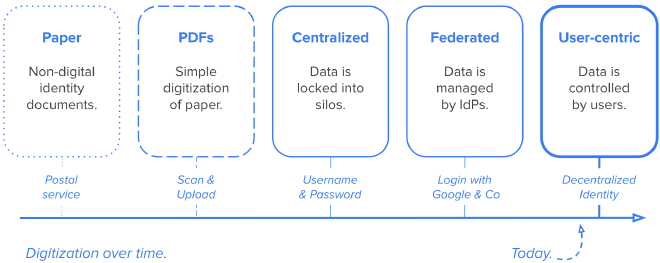 Paper
Non-digital
identity
documents.
PDFs
Simple
digitization
of paper.
Centralized
Data is
locked into
silos.
Federated
Data is
managed
by IdPs.
User-centric
Data is
controlled
by users.
Postal
service
Scan &
Upload
Username
& Password
Login with
Google & Co
Decentralized
Identity
Digitization over time.
Today.